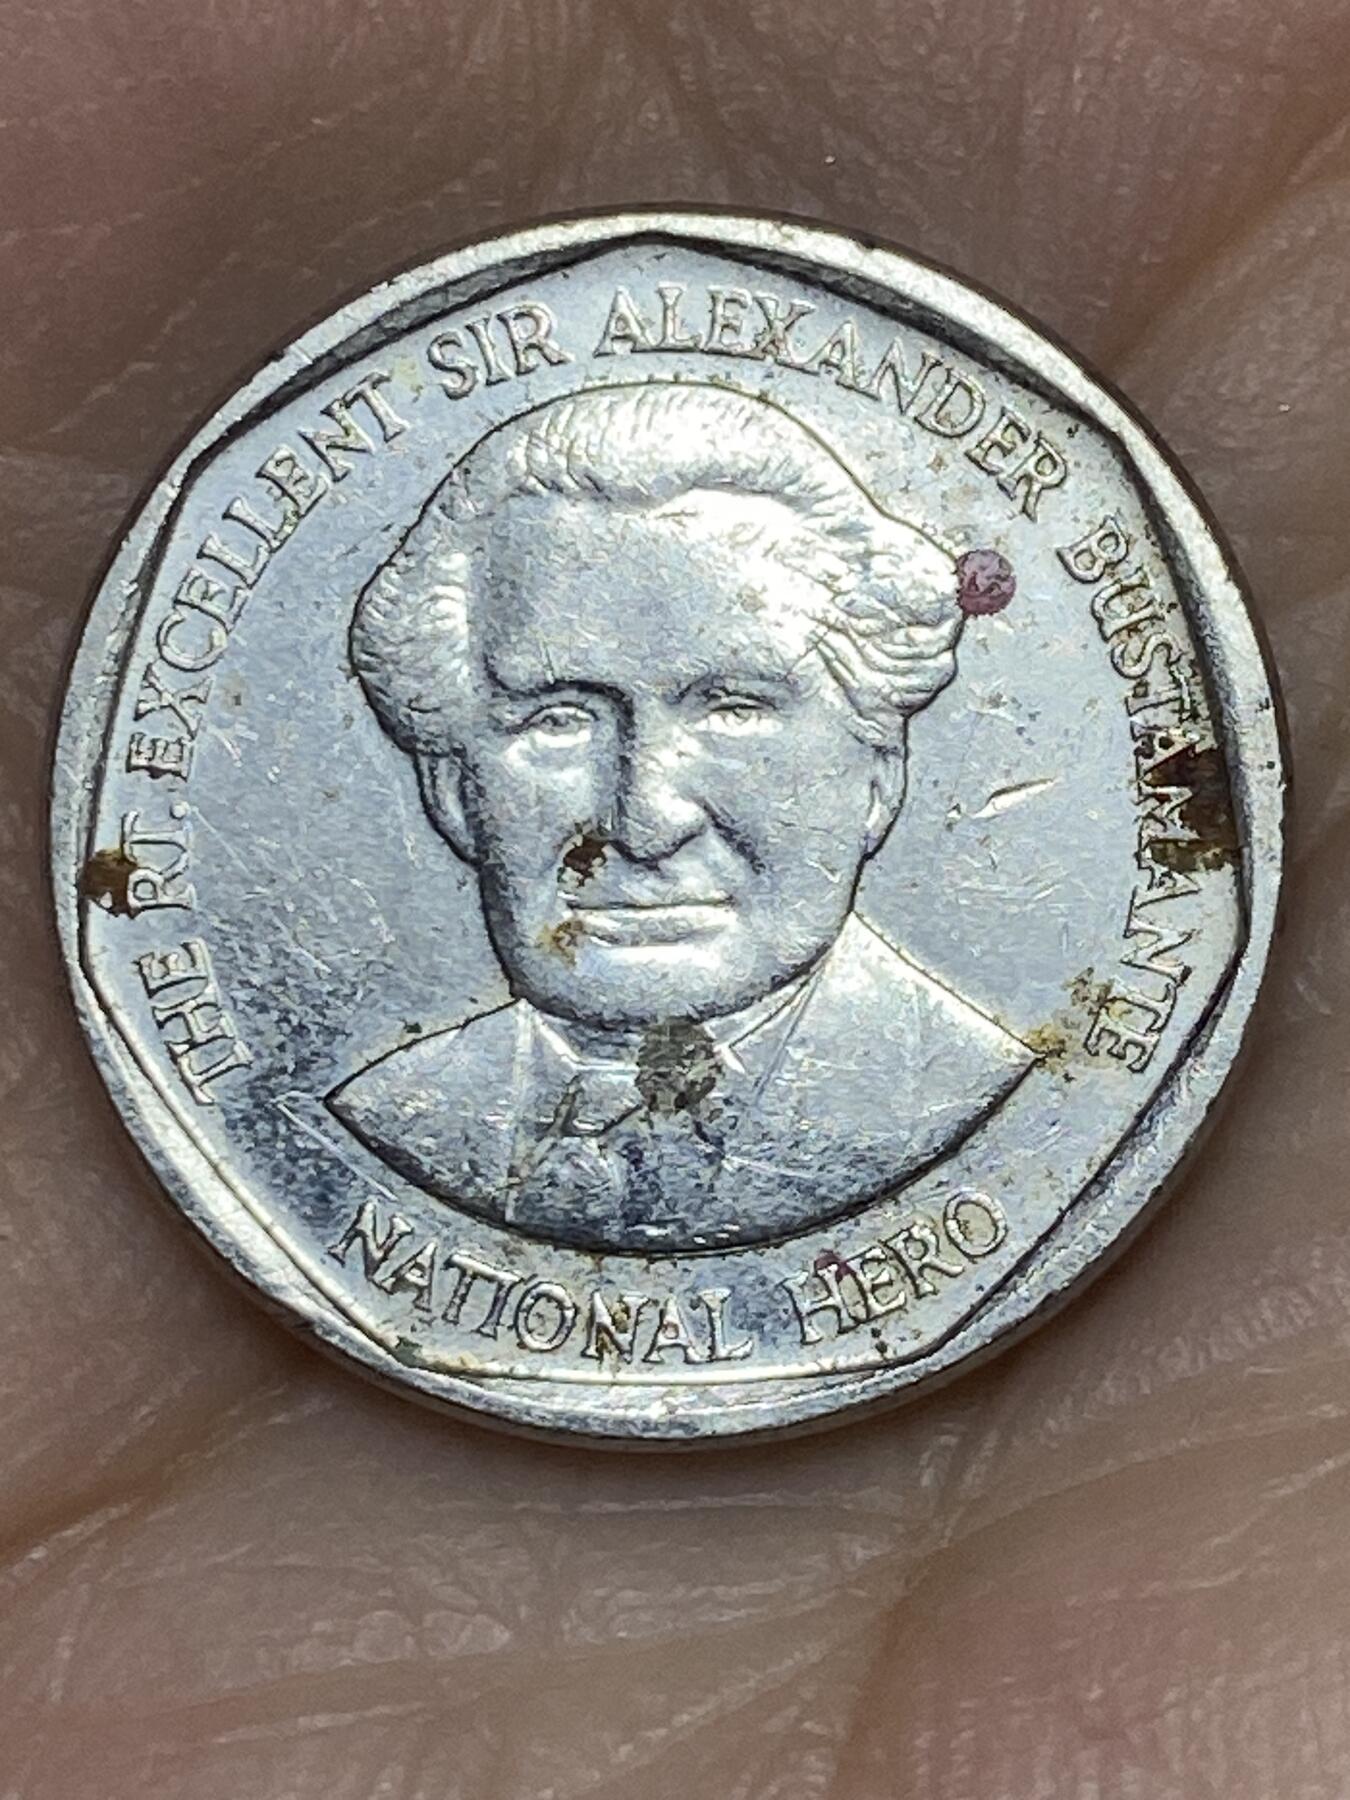 THE RT. EXCELLENT SIR ALEXANDER BUSTAMANTE
NATIONAL HERO